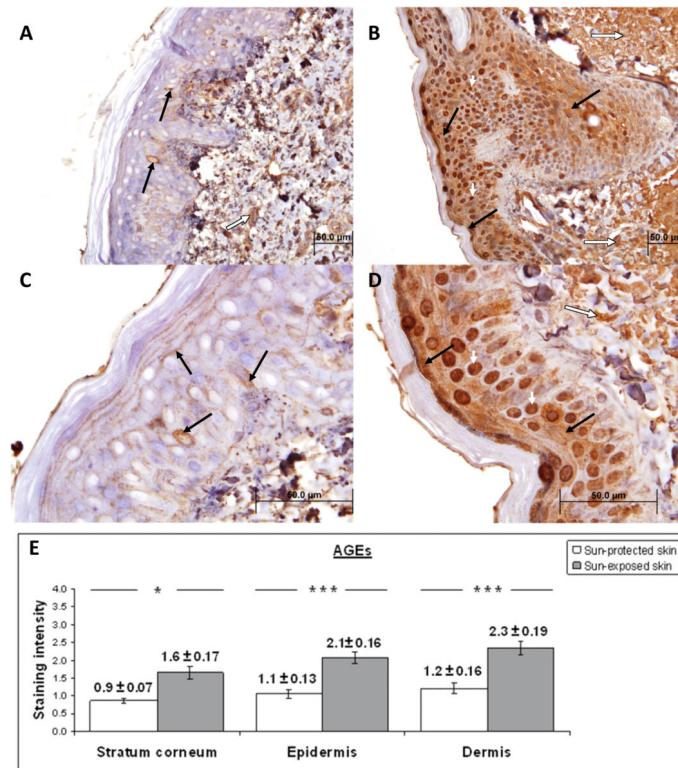 A
B
50.0 µm
50.0 µm
C
D
50.0 µm
50.0 µm
E
AGEs
Sun-protected skin
Sun-exposed skin
4.0
3.5
3.0
2.5
2.0
1.5
1.0
0.5
0.0
Staining intensity
* *** ***
0.9 ± 0.07 1.6 ± 0.17 1.1 ± 0.13 2.1 ± 0.16 1.2 ± 0.16 2.3 ± 0.19
Stratum corneum Epidermis Dermis